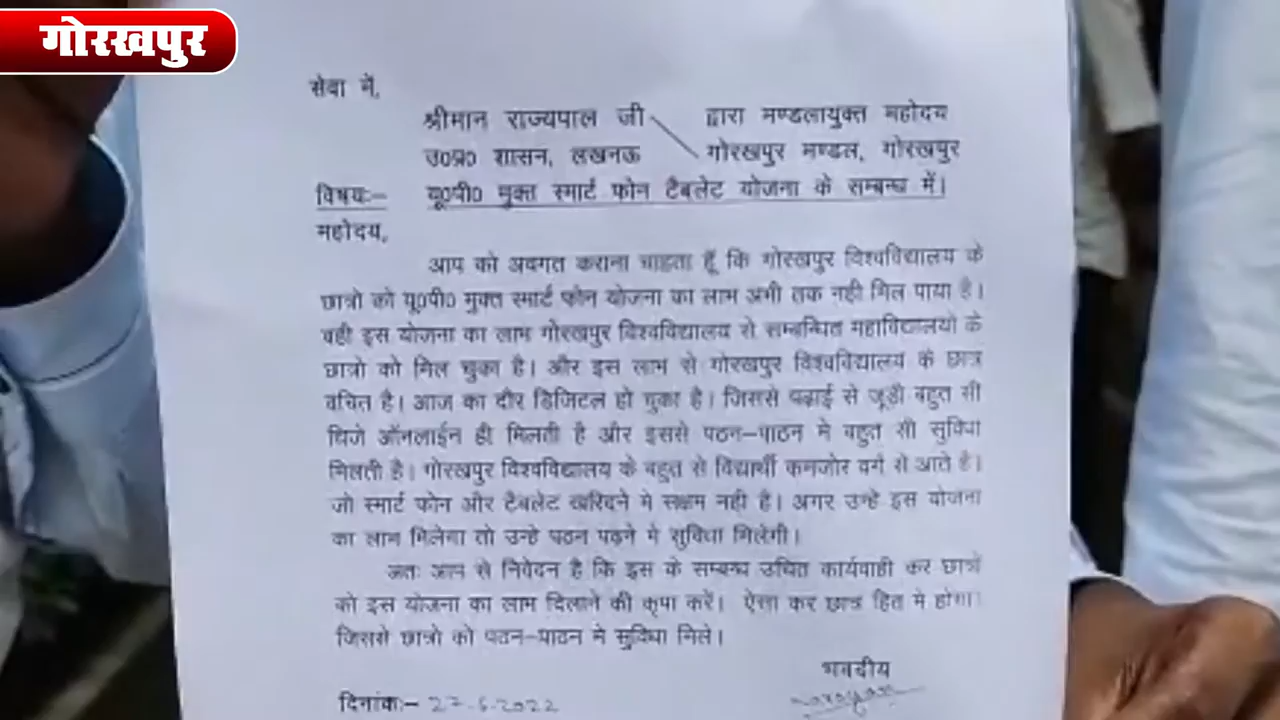 गोरखपुर
सेवा में,
श्रीमान राज्यपाल जी द्वारा मण्डलायुक्त महोदय
उ०प्र० शासन, लखनऊ गोरखपुर मण्डल, गोरखपुर
विषयः– यू०पी० मुक्त स्मार्ट फोन टैबलेट योजना के सम्बन्ध में।
महोदय,
आप को अवगत कराना चाहता हूँ कि गोरखपुर विश्वविद्यालय के
छात्रो को यू०पी० मुक्त स्मार्ट फोन योजना का लाभ अभी तक नही मिल पाया है।
वही इस योजना का लाभ गोरखपुर विश्वविद्यालय से सम्बन्धित महाविद्यालयो के
छात्रो को मिल चुका है। और इस लाभ से गोरखपुर विश्वविद्यालय के छात्र
वचित है। आज का दौर डिजिटल हो चुका है। जिससे पढ़ाई से जूड़ी बहुत सी
चिजे ऑनलाईन ही मिलती है और इससे पठन–पाठन मे बहुत सी सुविधा
मिलती है। गोरखपुर विश्वविद्यालय के बहुत से विद्यार्थी कमजोर वर्ग से आते है।
जो स्मार्ट फोन और टैबलेट खरिदने मे सक्षम नही है। अगर उन्हे इस योजना
का लाभ मिलेगा तो उन्हे पठन पढ़ने मे सुविधा मिलेगी।
अतः आप से निवेदन है कि इस के सम्बन्ध उचित कार्यवाही कर छात्रो
को इस योजना का लाभ दिलाने की कृपा करें। ऐसा कर छात्र हित मे होगा।
जिससे छात्रो को पठन–पाठन मे सुविधा मिले।
भवदीय
दिनांकः– 27.6.2022 Narayan